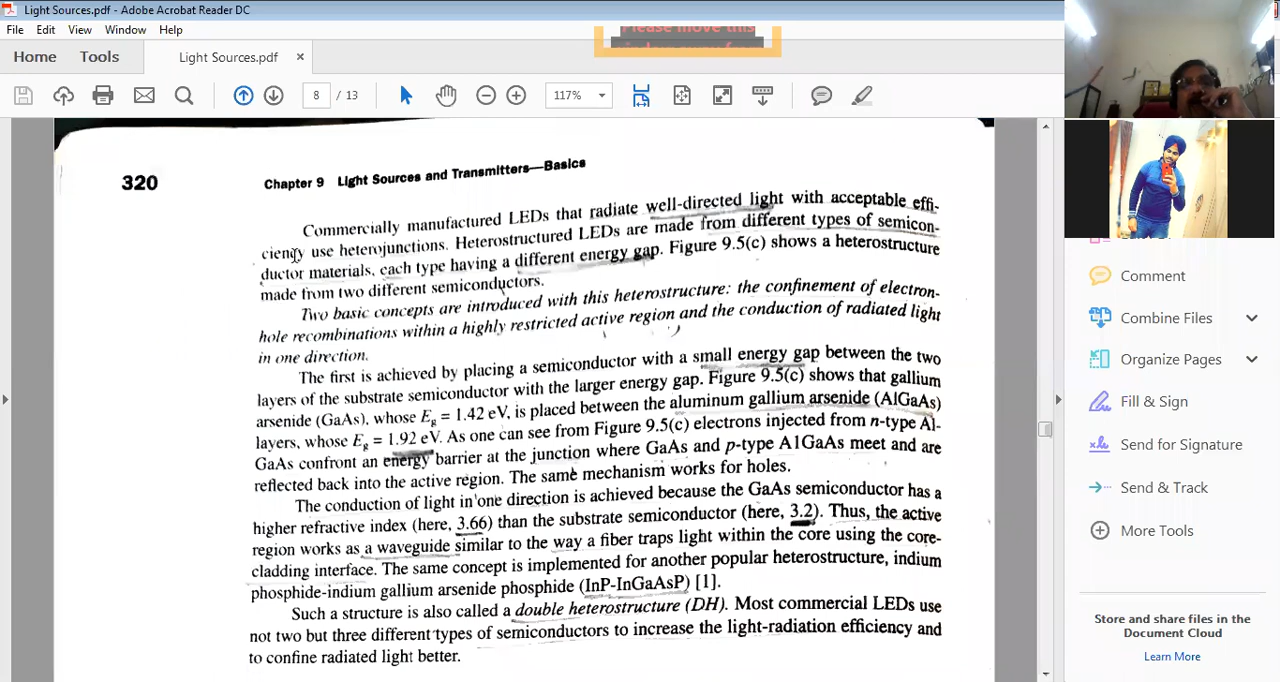 Light Sources.pdf - Adobe Acrobat Reader DC
File Edit View Window Help
Please move this
Home Tools Light Sources.pdf ×
8 / 13 117%
320
Chapter 9 Light Sources and Transmitters—Basics
Commercially manufactured LEDs that radiate well-directed light with acceptable effi-
ciency use heterojunctions. Heterostructured LEDs are made from different types of semicon-
ductor materials, each type having a different energy gap. Figure 9.5(c) shows a heterostructure
made from two different semiconductors.
Two basic concepts are introduced with this heterostructure: the confinement of electron-
hole recombinations within a highly restricted active region and the conduction of radiated light
in one direction.
The first is achieved by placing a semiconductor with a small energy gap between the two
layers of the substrate semiconductor with the larger energy gap. Figure 9.5(c) shows that gallium
arsenide (GaAs), whose Eg = 1.42 eV, is placed between the aluminum gallium arsenide (AlGaAs)
layers, whose Eg = 1.92 eV. As one can see from Figure 9.5(c) electrons injected from n-type Al-
GaAs confront an energy barrier at the junction where GaAs and p-type AlGaAs meet and are
reflected back into the active region. The same mechanism works for holes.
The conduction of light in one direction is achieved because the GaAs semiconductor has a
higher refractive index (here, 3.66) than the substrate semiconductor (here, 3.2). Thus, the active
region works as a waveguide similar to the way a fiber traps light within the core using the core-
cladding interface. The same concept is implemented for another popular heterostructure, indium
phosphide-indium gallium arsenide phosphide (InP-InGaAsP) [1].
Such a structure is also called a double heterostructure (DH). Most commercial LEDs use
not two but three different types of semiconductors to increase the light-radiation efficiency and
to confine radiated light better.
Comment
Combine Files
Organize Pages
Fill & Sign
Send for Signature
Send & Track
More Tools
Store and share files in the
Document Cloud
Learn More